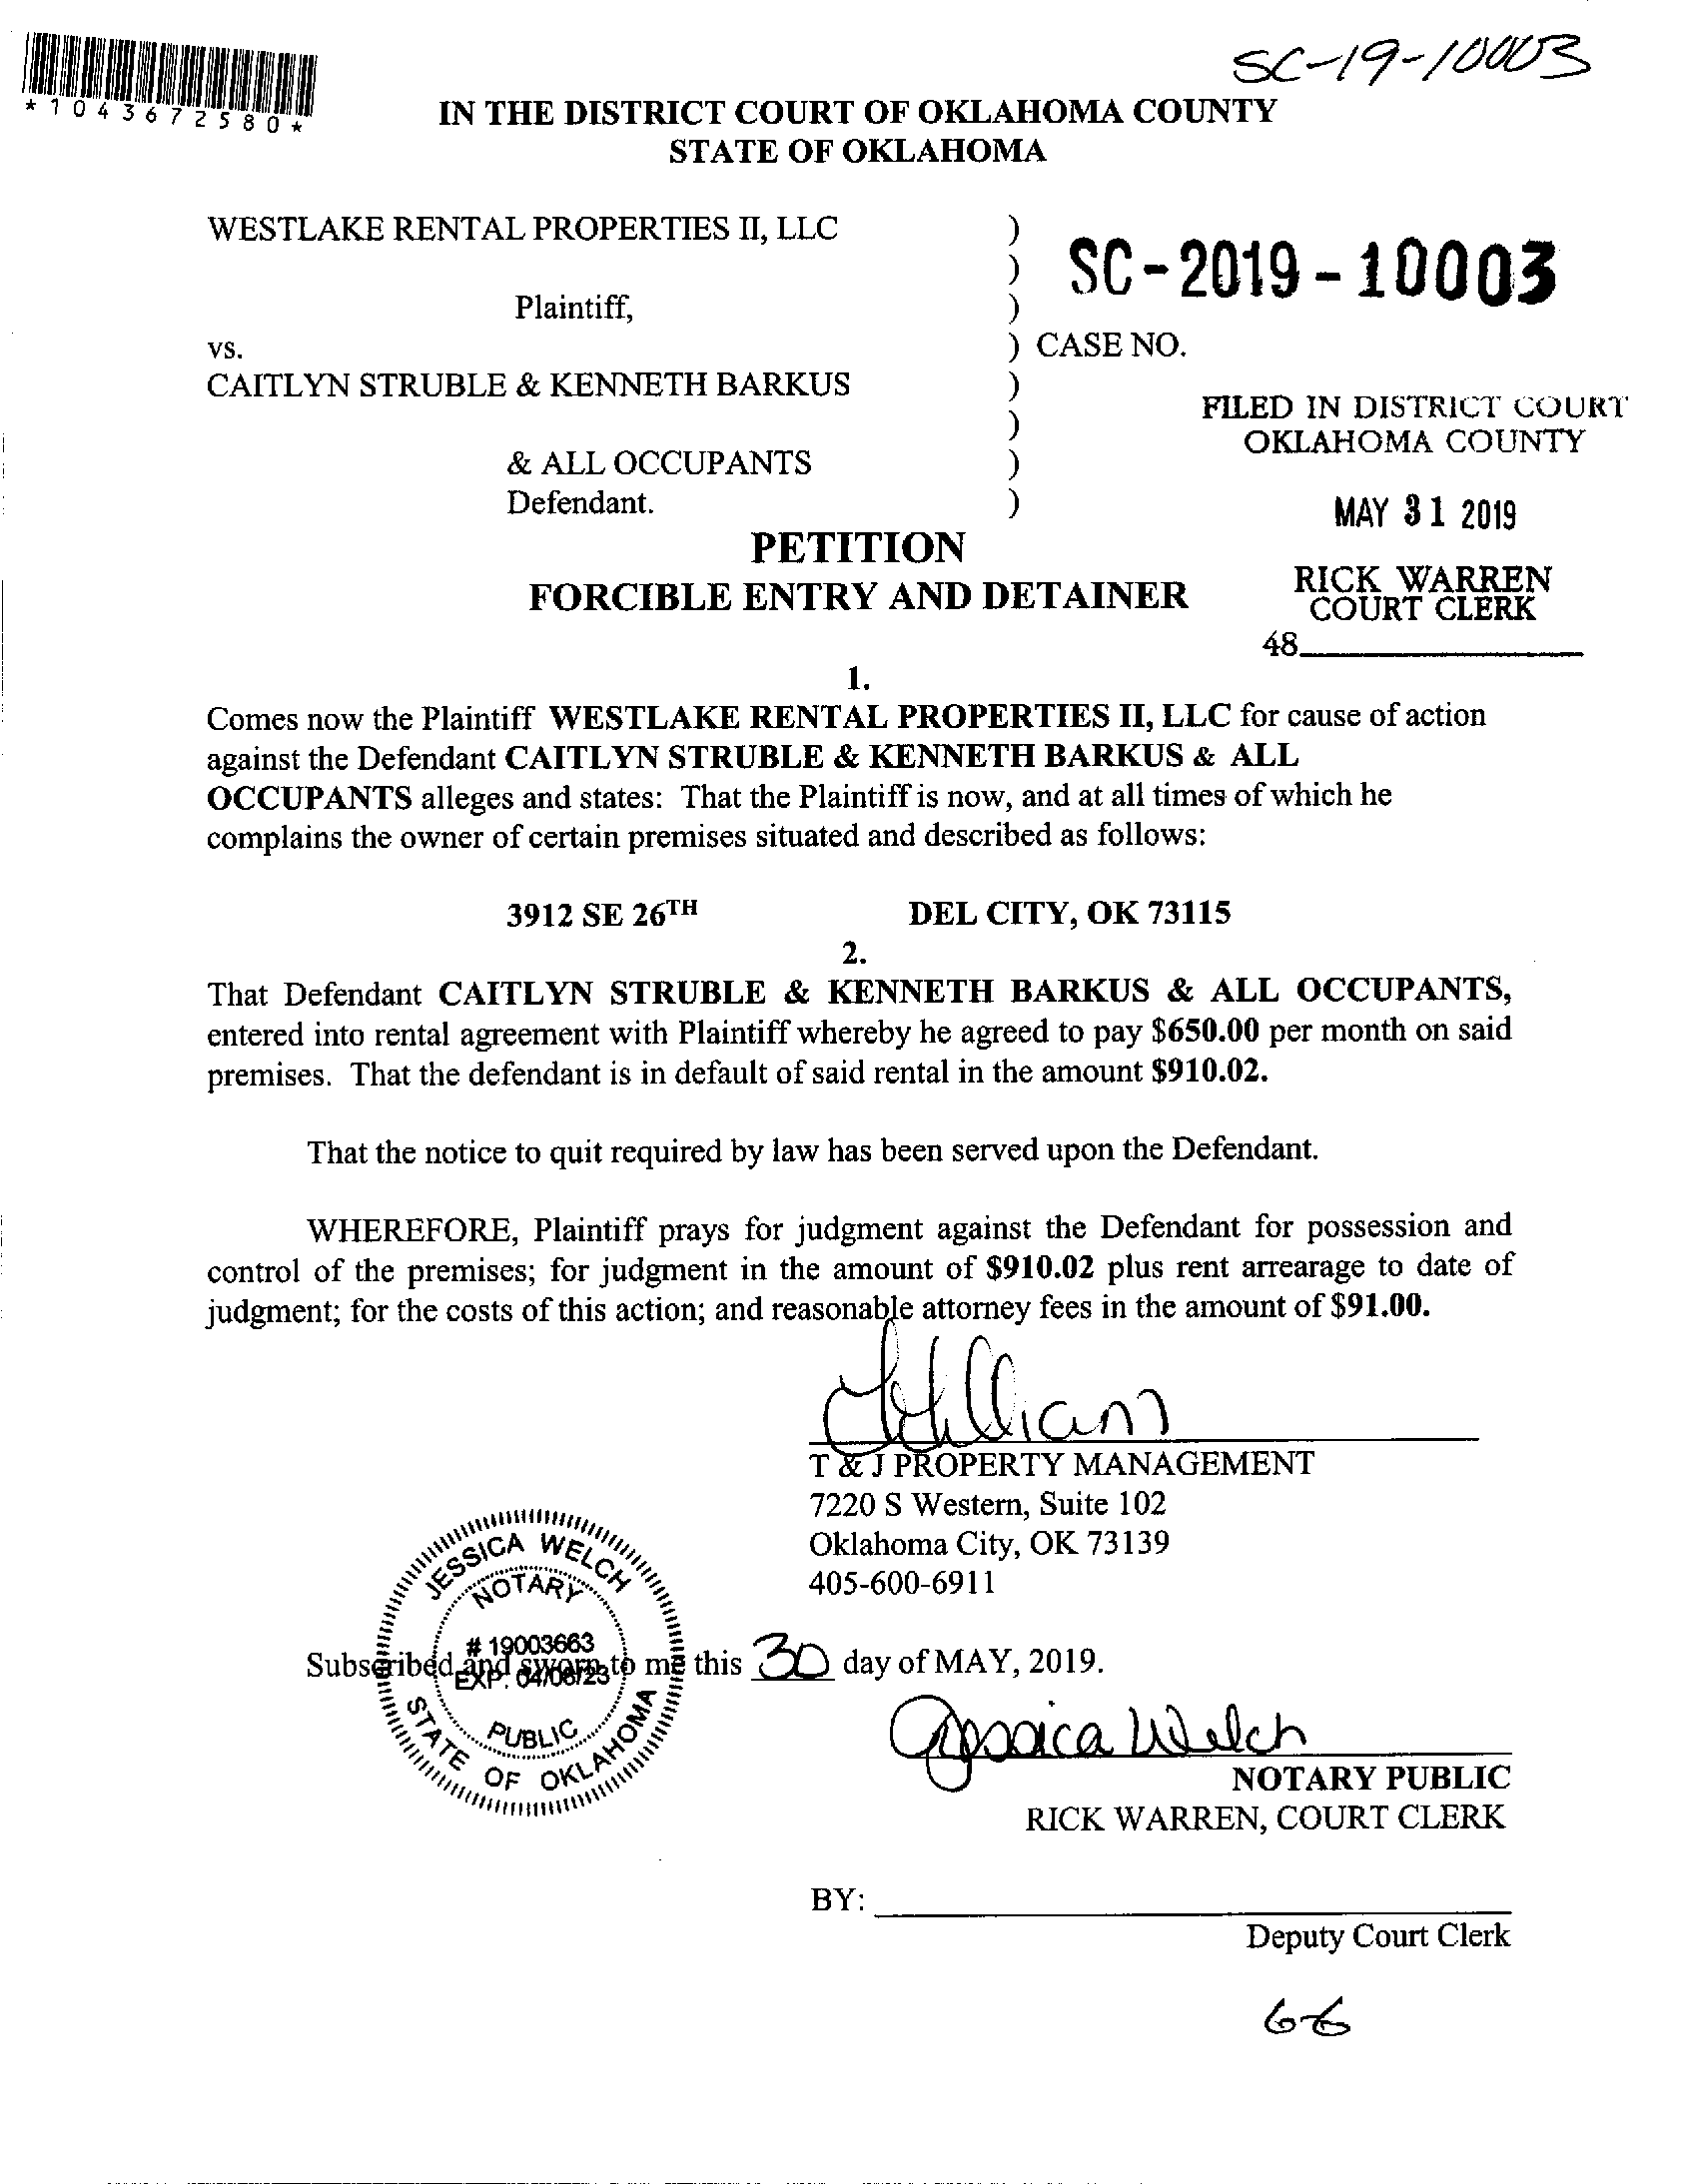 SC-19-10003
*1043672580*
IN THE DISTRICT COURT OF OKLAHOMA COUNTY
STATE OF OKLAHOMA
WESTLAKE RENTAL PROPERTIES II, LLC )
) SC-2019-10003
Plaintiff, )
vs. ) CASE NO.
CAITLYN STRUBLE & KENNETH BARKUS )
)
& ALL OCCUPANTS )
Defendant. )
FILED IN DISTRICT COURT
OKLAHOMA COUNTY
MAY 31 2019
RICK WARREN
COURT CLERK
48
PETITION
FORCIBLE ENTRY AND DETAINER
1.
Comes now the Plaintiff WESTLAKE RENTAL PROPERTIES II, LLC for cause of action
against the Defendant CAITLYN STRUBLE & KENNETH BARKUS & ALL
OCCUPANTS alleges and states: That the Plaintiff is now, and at all times of which he
complains the owner of certain premises situated and described as follows:
3912 SE 26TH DEL CITY, OK 73115
2.
That Defendant CAITLYN STRUBLE & KENNETH BARKUS & ALL OCCUPANTS,
entered into rental agreement with Plaintiff whereby he agreed to pay $650.00 per month on said
premises. That the defendant is in default of said rental in the amount $910.02.
That the notice to quit required by law has been served upon the Defendant.
WHEREFORE, Plaintiff prays for judgment against the Defendant for possession and
control of the premises; for judgment in the amount of $910.02 plus rent arrearage to date of
judgment; for the costs of this action; and reasonable attorney fees in the amount of $91.00.
T & J PROPERTY MANAGEMENT
7220 S Western, Suite 102
Oklahoma City, OK 73139
405-600-6911
JESSICA WELCH
NOTARY
# 19003663
EXP. 04/08/23
PUBLIC
STATE OF OKLAHOMA
Subscribed and sworn to me this 30 day of MAY, 2019.
Jessica Welch
NOTARY PUBLIC
RICK WARREN, COURT CLERK
BY:
Deputy Court Clerk